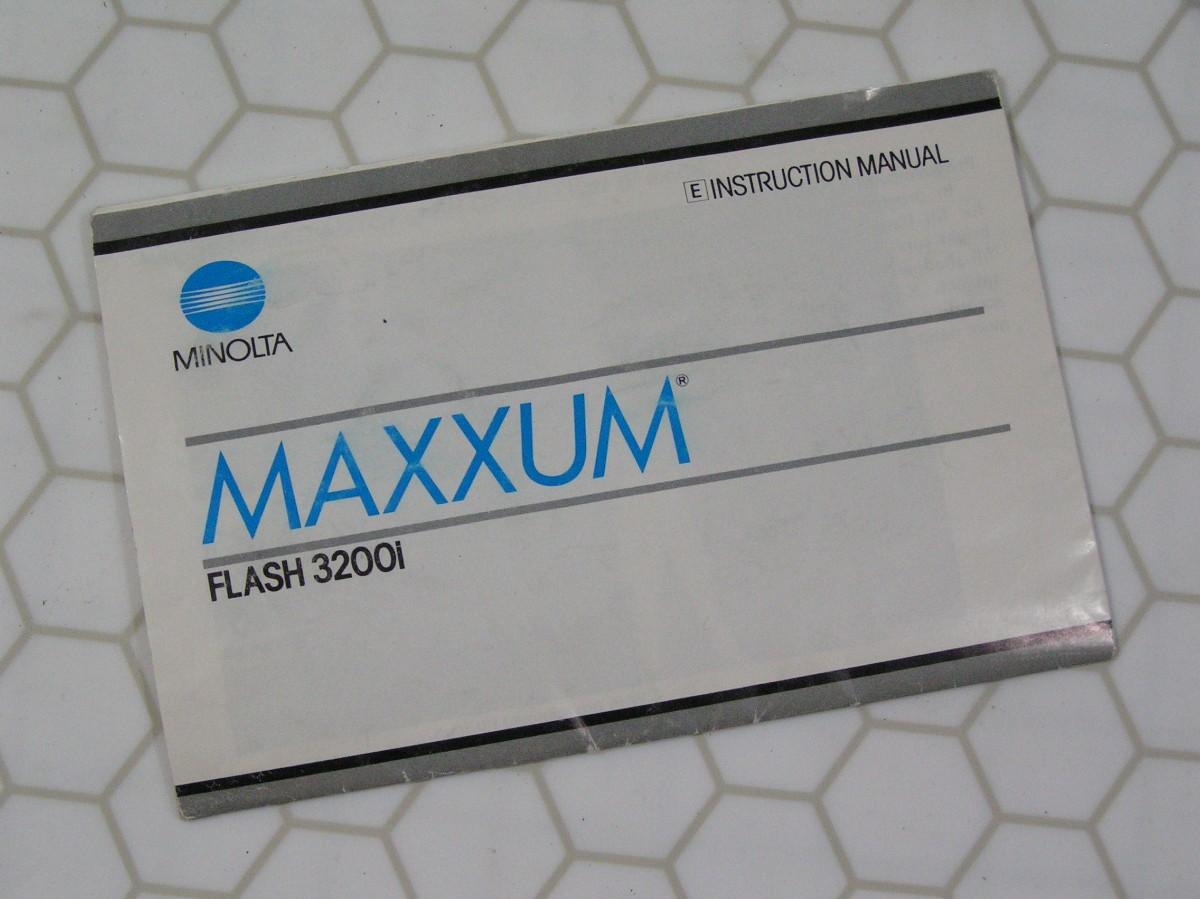 E INSTRUCTION MANUAL
MINOLTA
MAXXUM®
FLASH 3200i